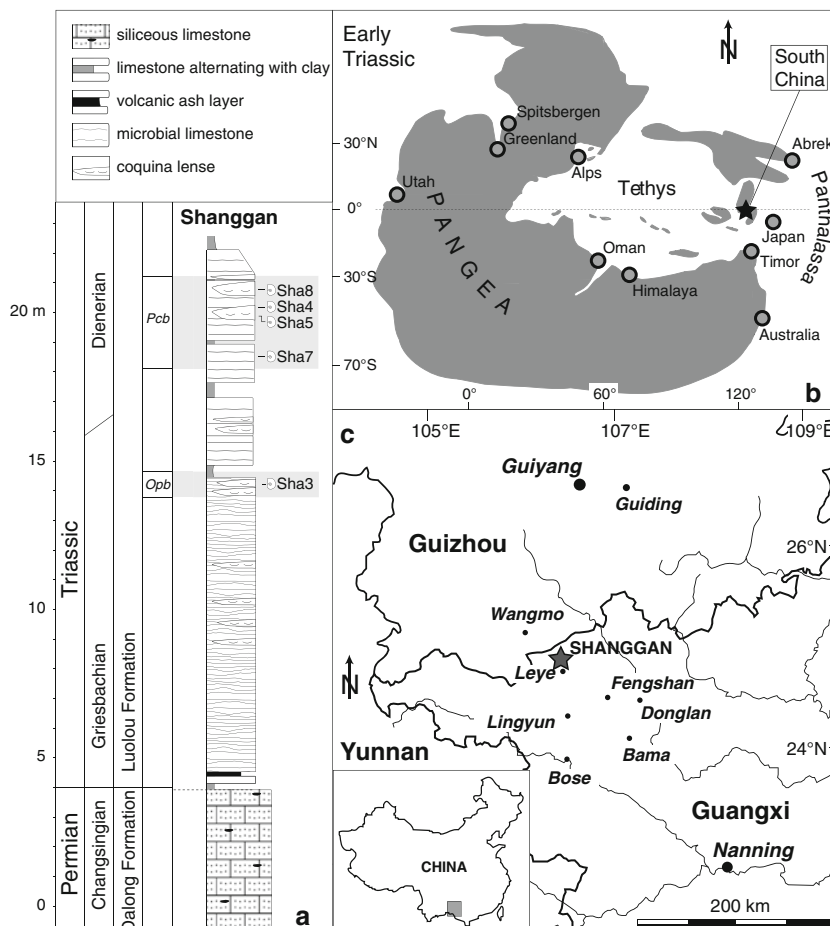 siliceous limestone
limestone alternating with clay
volcanic ash layer
microbial limestone
coquina lense
Shanggan
20 m
15
10
5
0
Triassic
Permian
Dienerian
Griesbachian
Changsingian
Luolou Formation
Dalong Formation
Pcb
Opb
Sha8
Sha4
Sha5
Sha7
Sha3
a
Early
Triassic
N
South
China
Spitsbergen
Greenland
Alps
Abrek
Utah
Tethys
PANGEA
Panthalassa
Japan
Timor
Oman
Himalaya
Australia
30°N
0°
30°S
70°S
0°
60°
120°
b
c
105°E
107°E
109°E
Guiyang
Guiding
Guizhou
26°N
Wangmo
SHANGGAN
Leye
N
Fengshan
Lingyun
Donglan
Yunnan
Bama
24°N
Bose
Guangxi
CHINA
Nanning
200 km